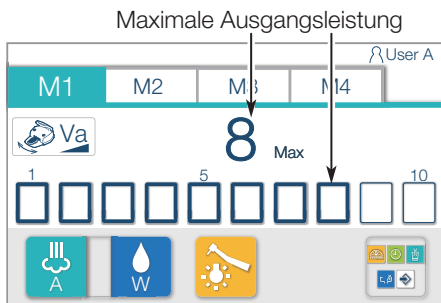 Maximale Ausgangsleistung
User A
M1 M2 M3 M4
Va 8 Max
1 5 10
A W